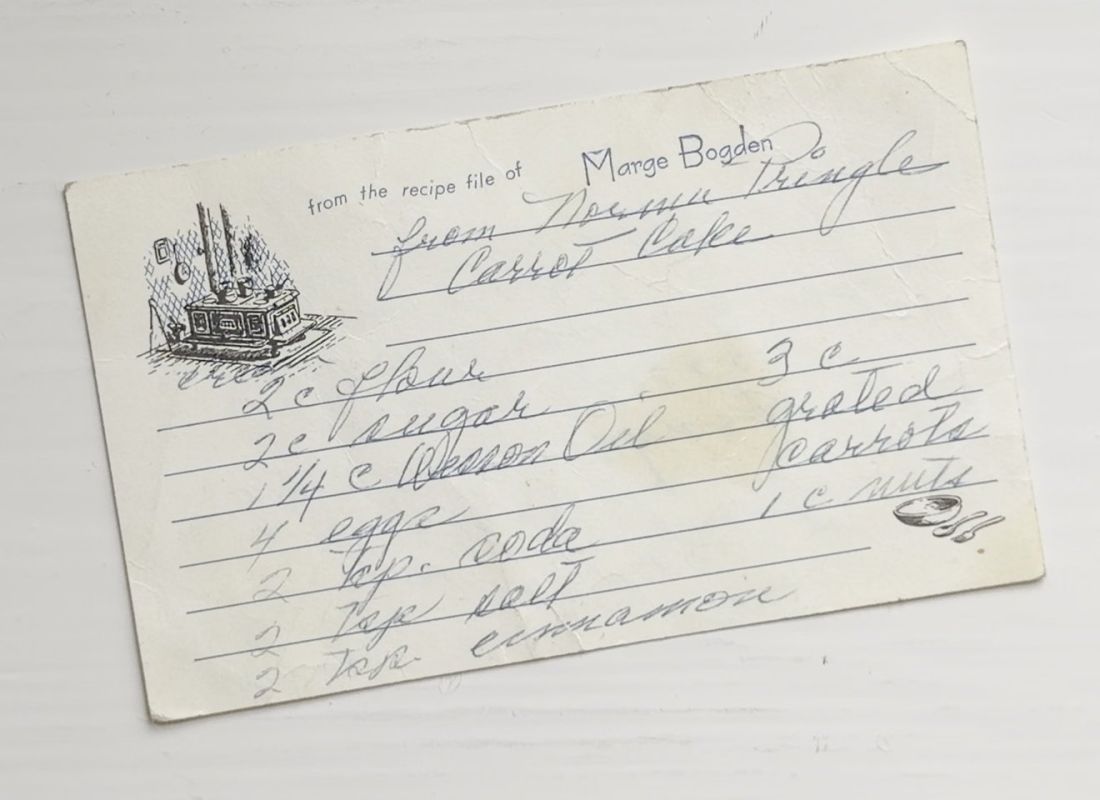 from the recipe file of Marge Bogden
from Norma Pringle
Carrot Cake
2 c flour
2 c sugar
1 1/4 c Wesson Oil
4 eggs
2 tsp. soda
2 tsp salt
2 tsp. cinnamon
3 c.
grated
carrots
1 c nuts